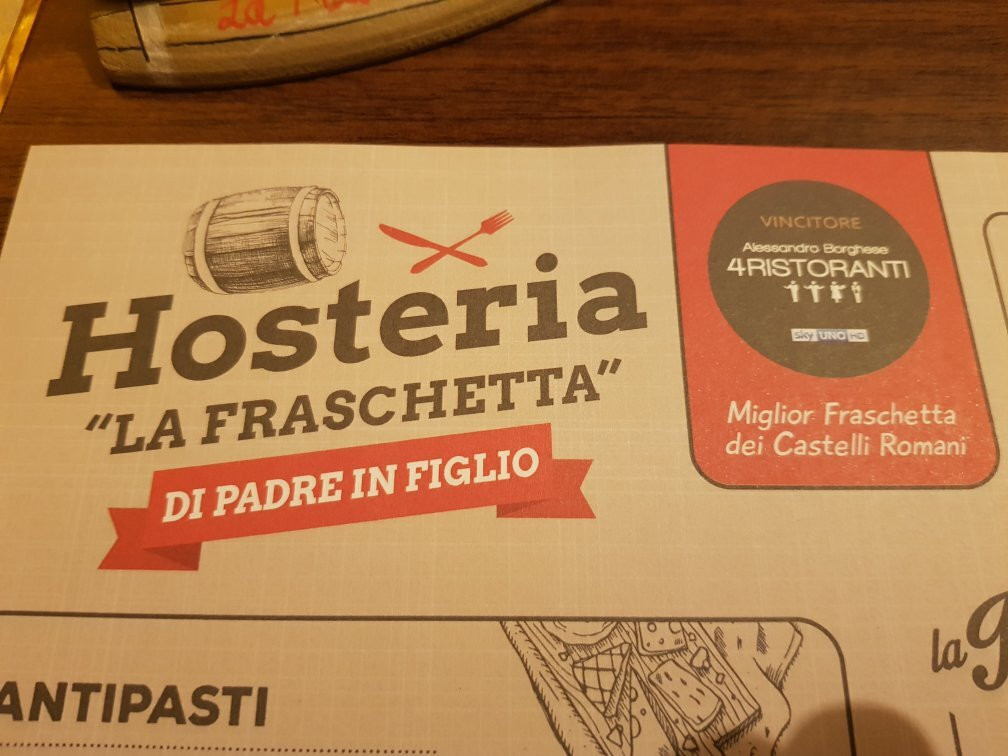 Hosteria
“LA FRASCHETTA”
DI PADRE IN FIGLIO
VINCITORE
Alessandro Borghese
4RISTORANTI
sky UNO HD
Miglior Fraschetta
dei Castelli Romani
ANTIPASTI
la